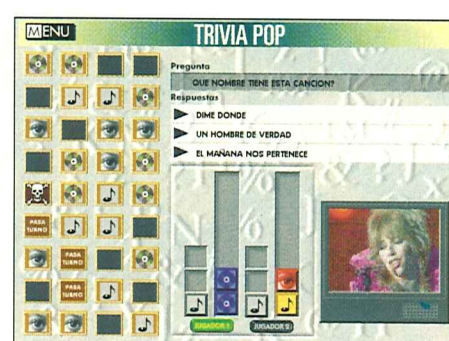 MENU
TRIVIA POP
Pregunta
QUE NOMBRE TIENE ESTA CANCION?
Respuestas
DIME DONDE
UN HOMBRE DE VERDAD
EL MAÑANA NOS PERTENECE
PASA
TURNO
PASA
TURNO
PASA
TURNO
JUGADOR 1
JUGADOR 2